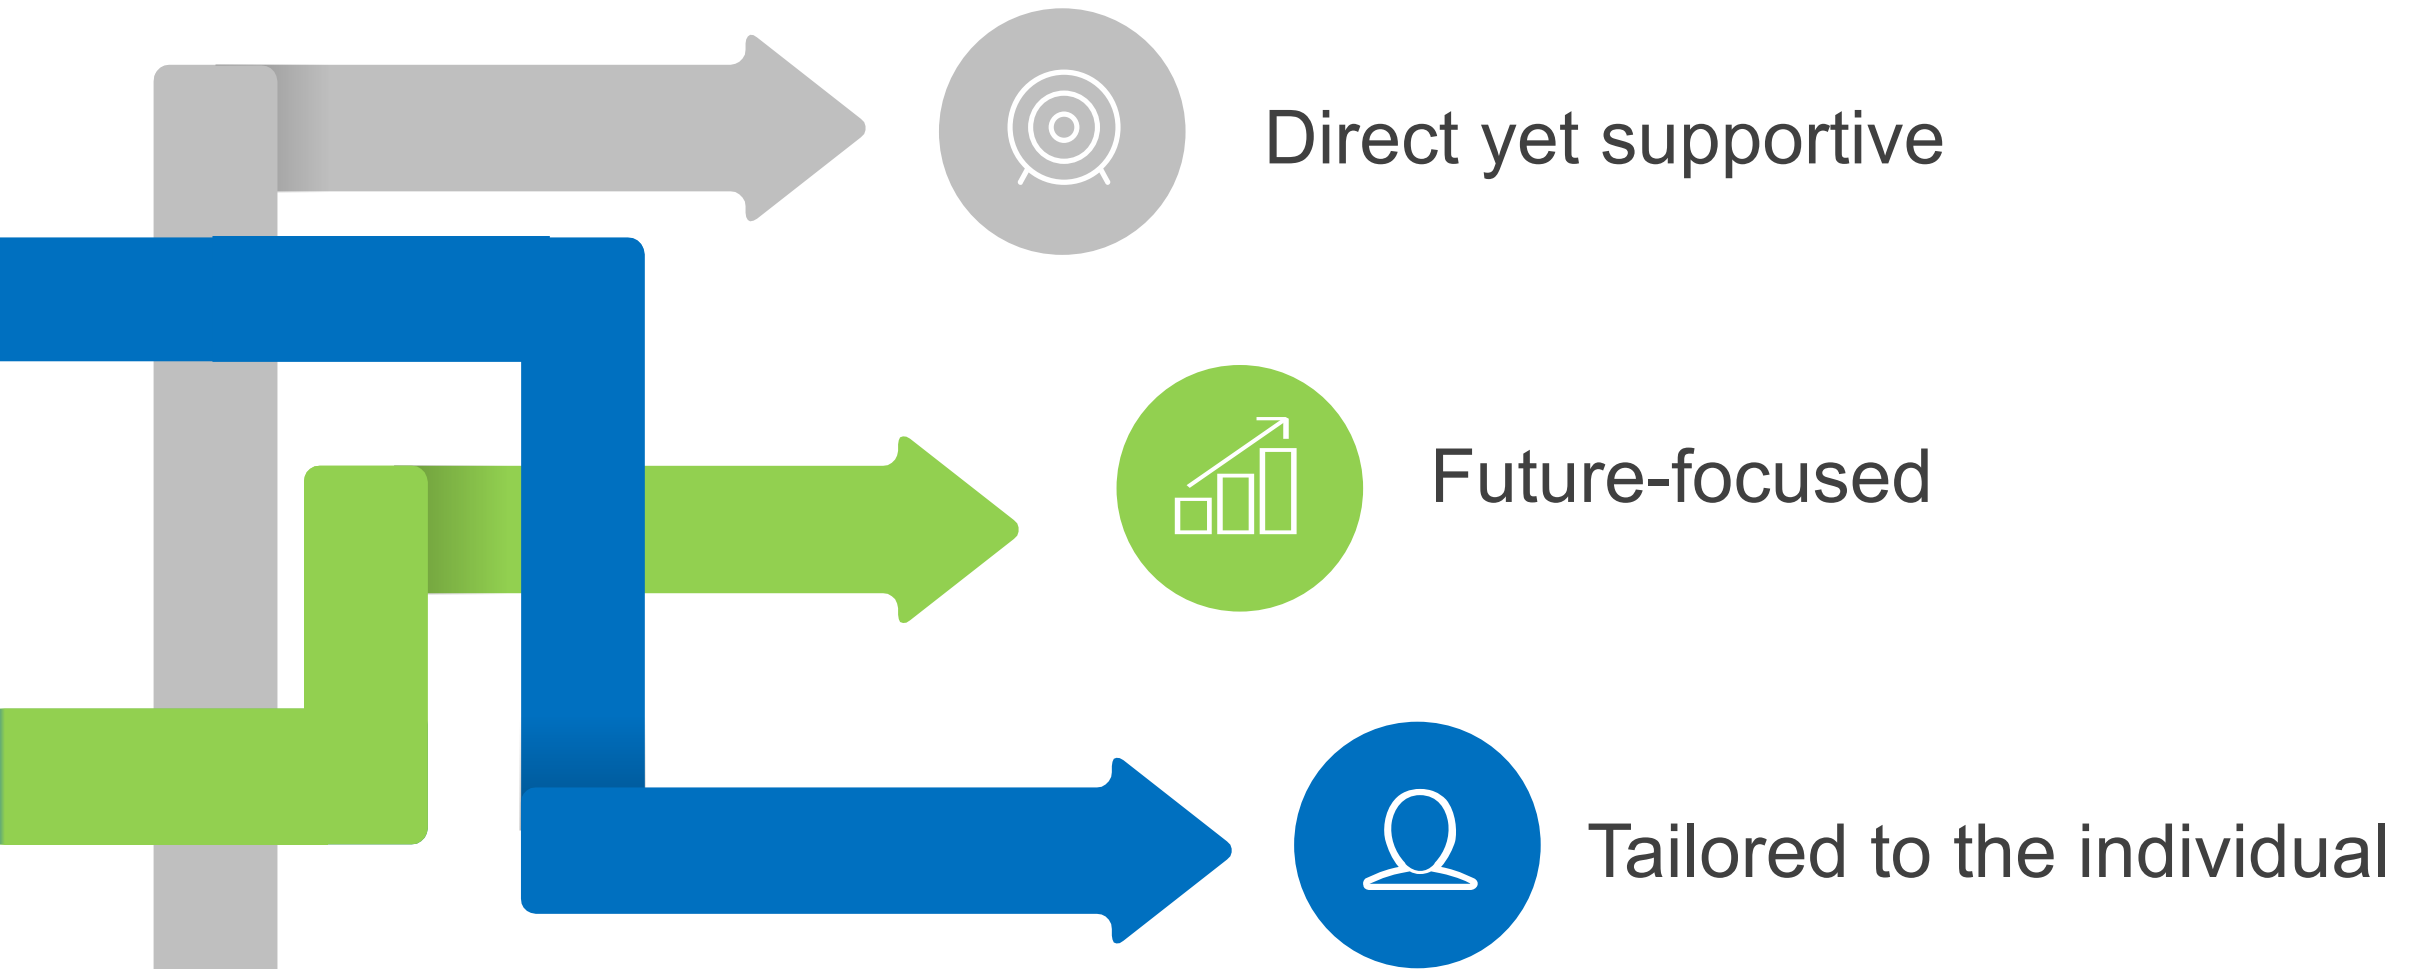 Direct yet supportive
Future-focused
Tailored to the individual